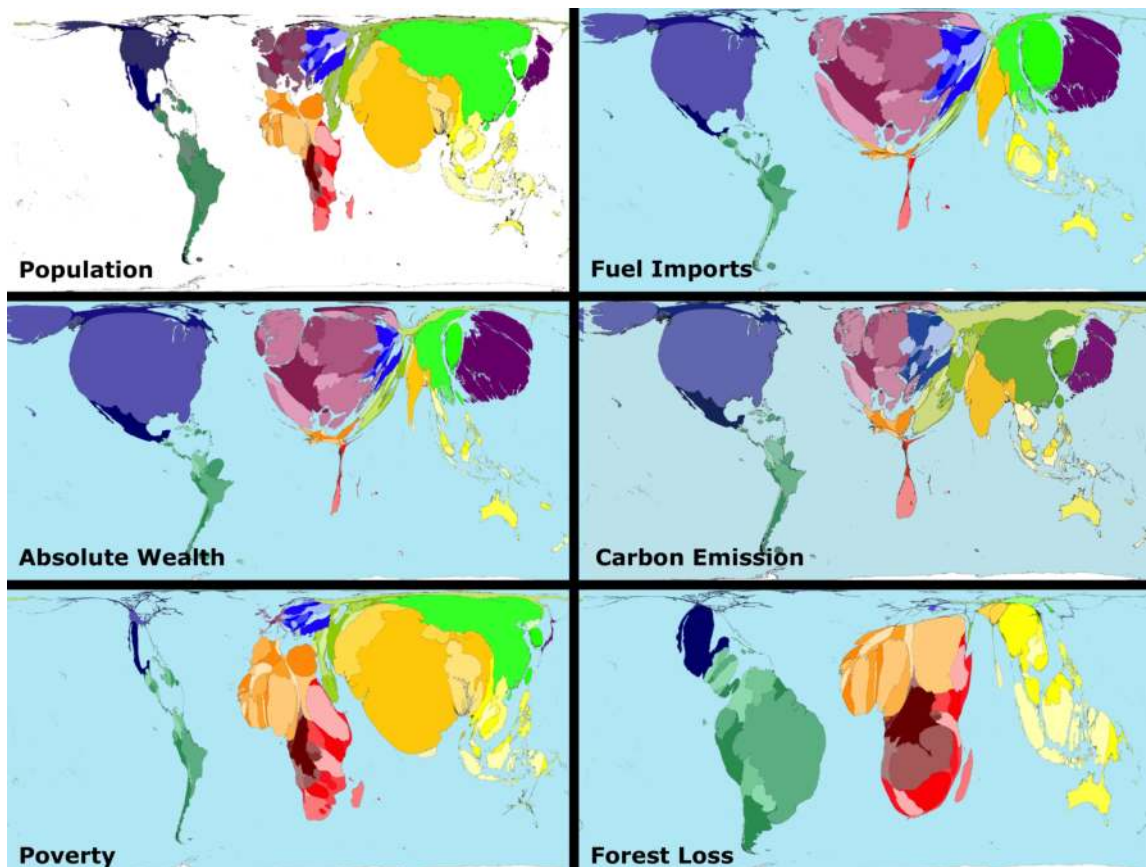 Population
Fuel Imports
Absolute Wealth
Carbon Emission
Poverty
Forest Loss